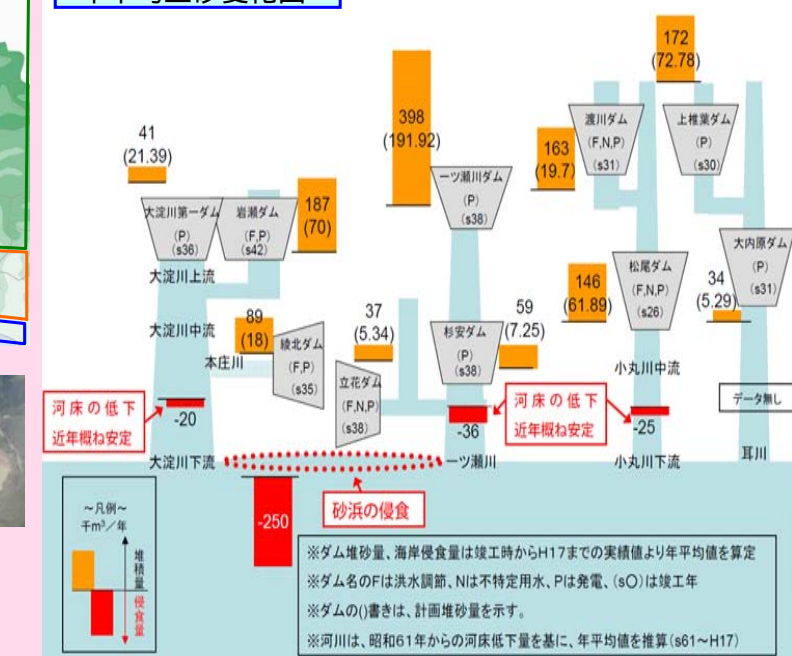 172
(72.78)
398
(191.92)
渡川ダム
(F,N,P)
(s31)
上椎葉ダム
(P)
(s30)
41
(21.39)
163
(19.7)
一ツ瀬川ダム
(P)
(s38)
187
(70)
大淀川第一ダム
(P)
(s36)
岩瀬ダム
(F,P)
(s42)
大内原ダム
(P)
(s31)
松尾ダム
(F,N,P)
(s26)
大淀川上流
146
(61.89)
34
(5.29)
37
(5.34)
59
(7.25)
89
(18)
大淀川中流
本庄川
綾北ダム
(F,P)
(s35)
杉安ダム
(P)
(s38)
立花ダム
(F,N,P)
(s38)
小丸川中流
データ無し
河床の低下
近年概ね安定
-20
-36
河床の低下
近年概ね安定
-25
大淀川下流
一ツ瀬川
小丸川下流
耳川
砂浜の侵食
-250
~凡例~
千m³/年
堆積量
侵食量
※ダム堆砂量、海岸侵食量は竣工時からH17までの実績値より年平均値を算定
※ダム名のFは洪水調節、Nは不特定用水、Pは発電、(s○)は竣工年
※ダムの()書きは、計画堆砂量を示す。
※河川は、昭和61年からの河床低下量を基に、年平均値を推算(s61~H17)